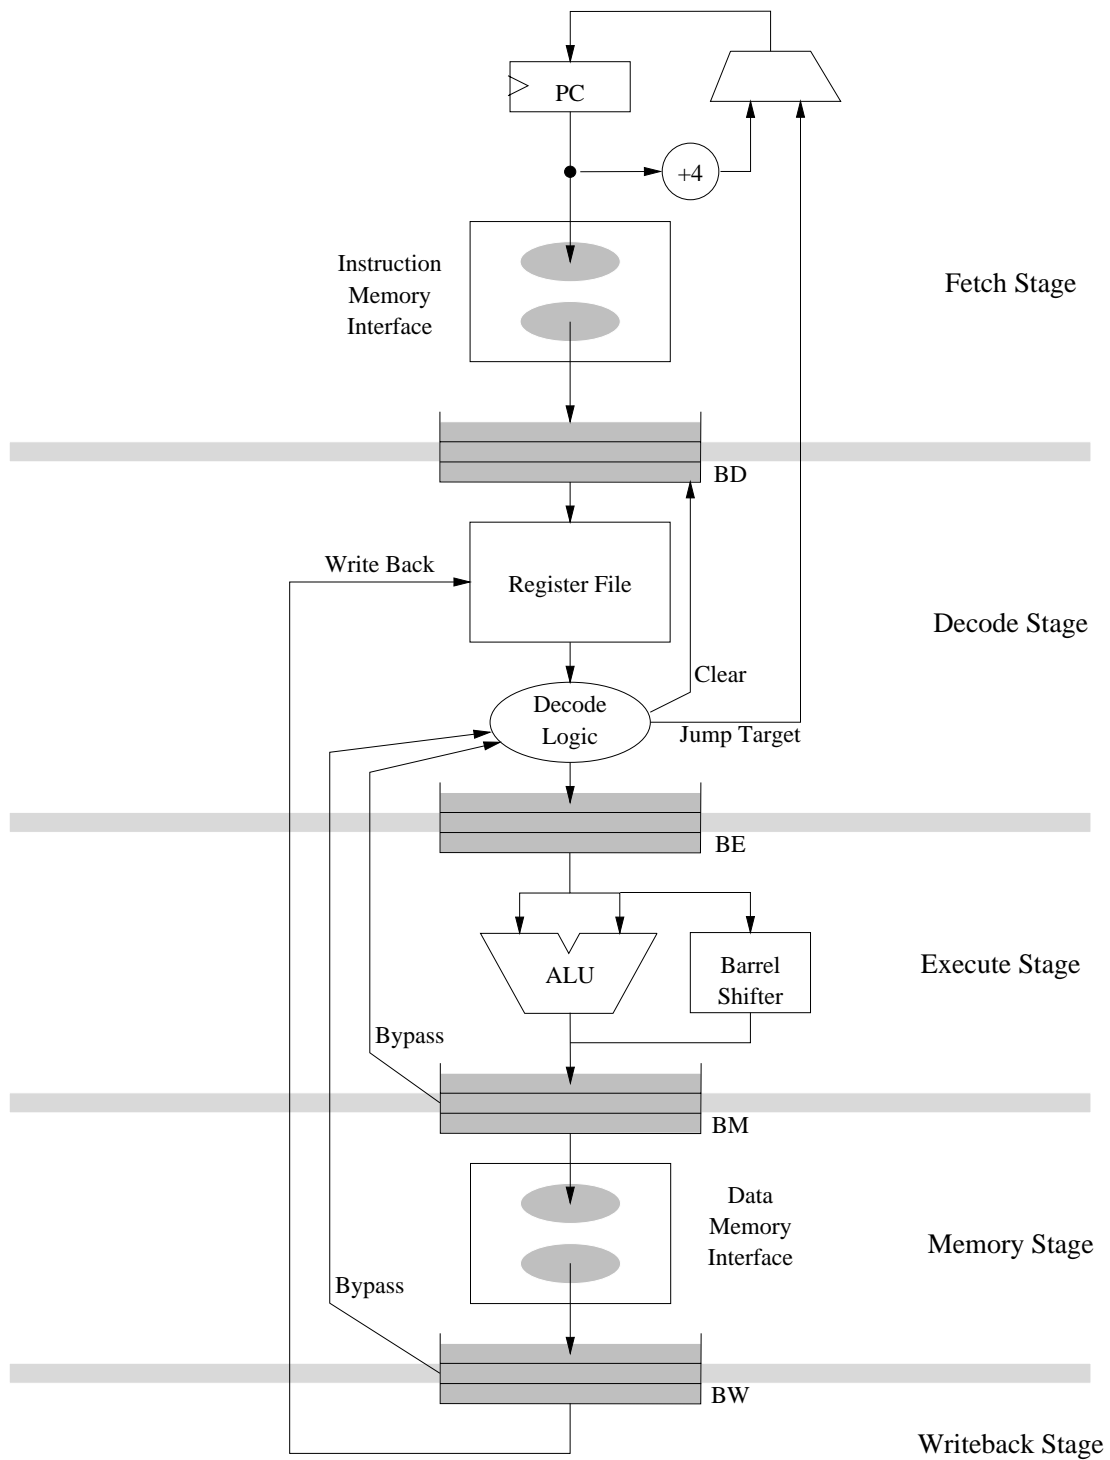 PC
+4
Instruction
Memory
Interface
Fetch Stage
BD
Write Back
Register File
Decode Stage
Clear
Decode
Logic
Jump Target
BE
ALU
Barrel
Shifter
Execute Stage
Bypass
BM
Data
Memory
Interface
Memory Stage
Bypass
BW
Writeback Stage